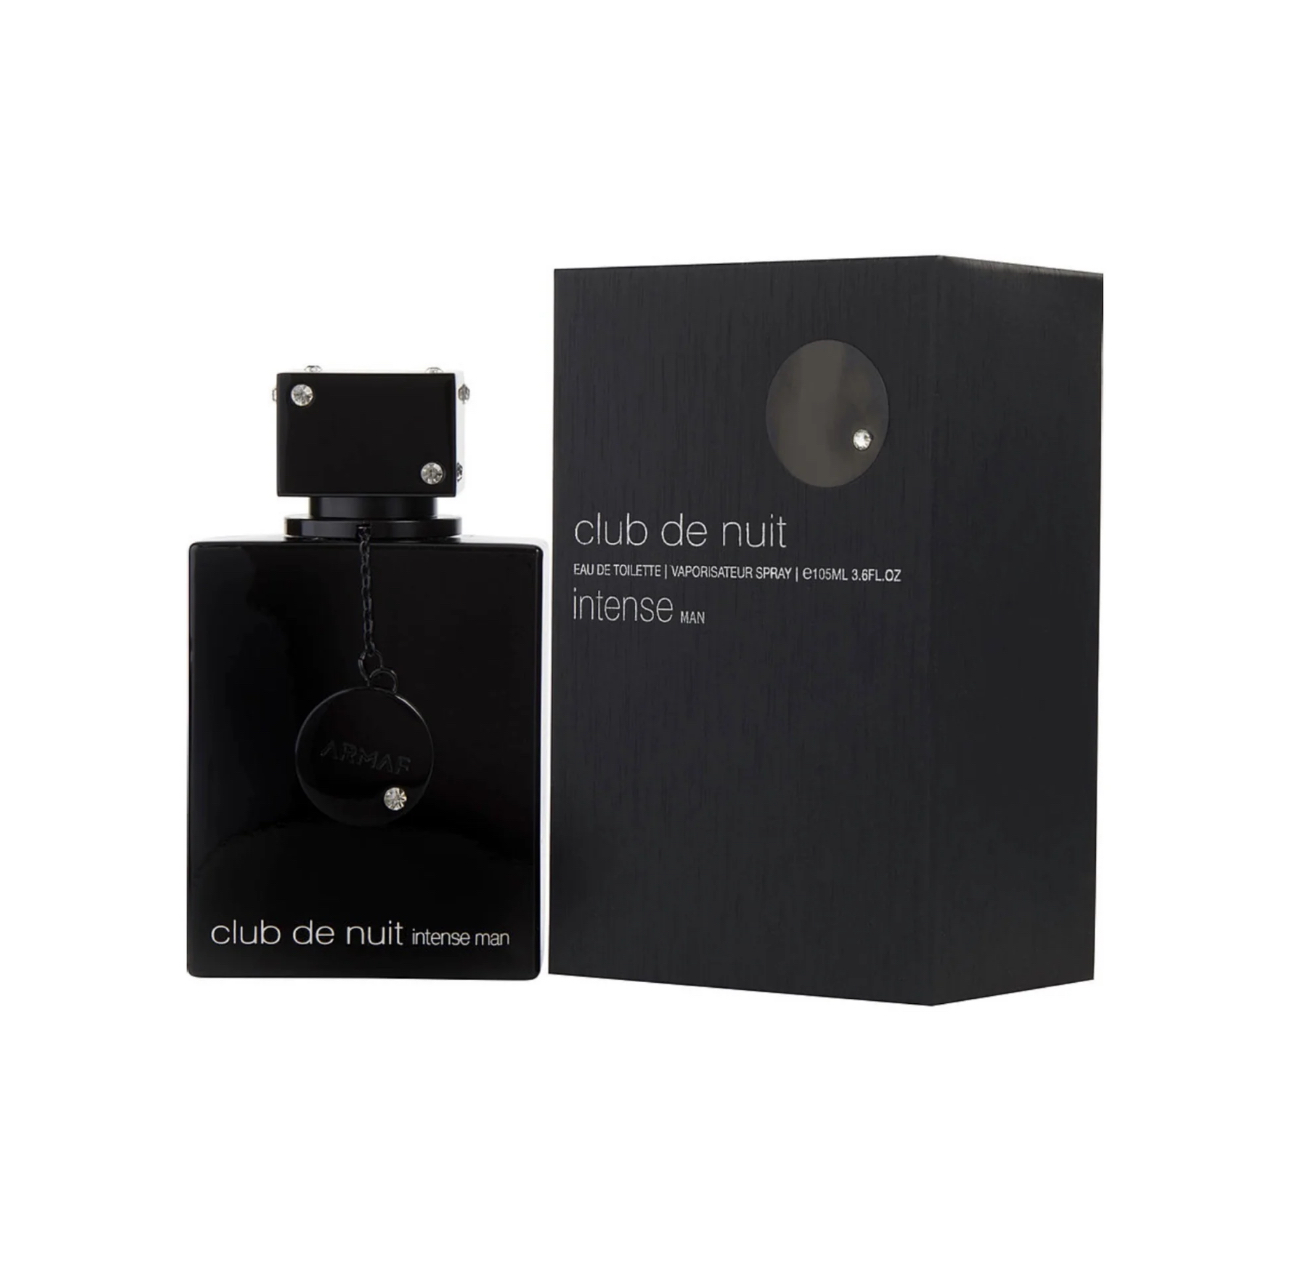 club de nuit
EAU DE TOILETTE | VAPORISATEUR SPRAY | e105ML 3.6FL.OZ
intense MAN
ARMAF
club de nuit intense man